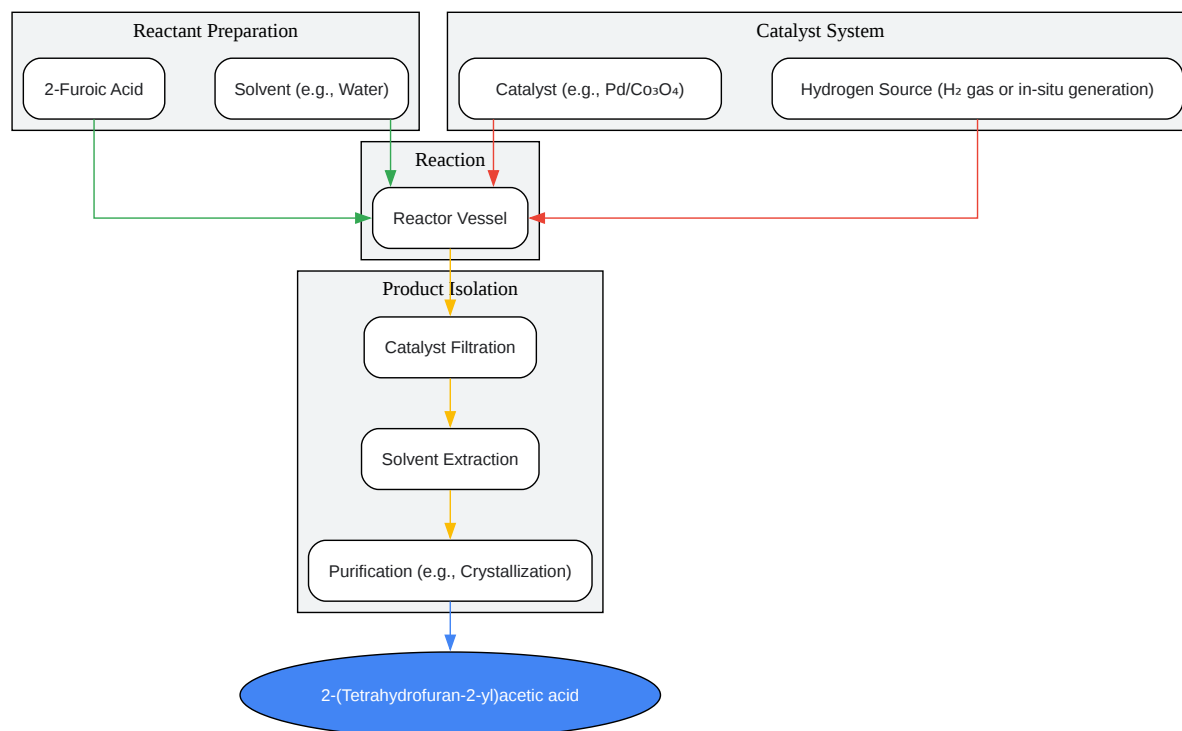 Reactant Preparation
Catalyst System
2-Furoic Acid
Solvent (e.g., Water)
Catalyst (e.g., Pd/Co₃O₄)
Hydrogen Source (H₂ gas or in-situ generation)
Reaction
Reactor Vessel
Product Isolation
Catalyst Filtration
Solvent Extraction
Purification (e.g., Crystallization)
2-(Tetrahydrofuran-2-yl)acetic acid